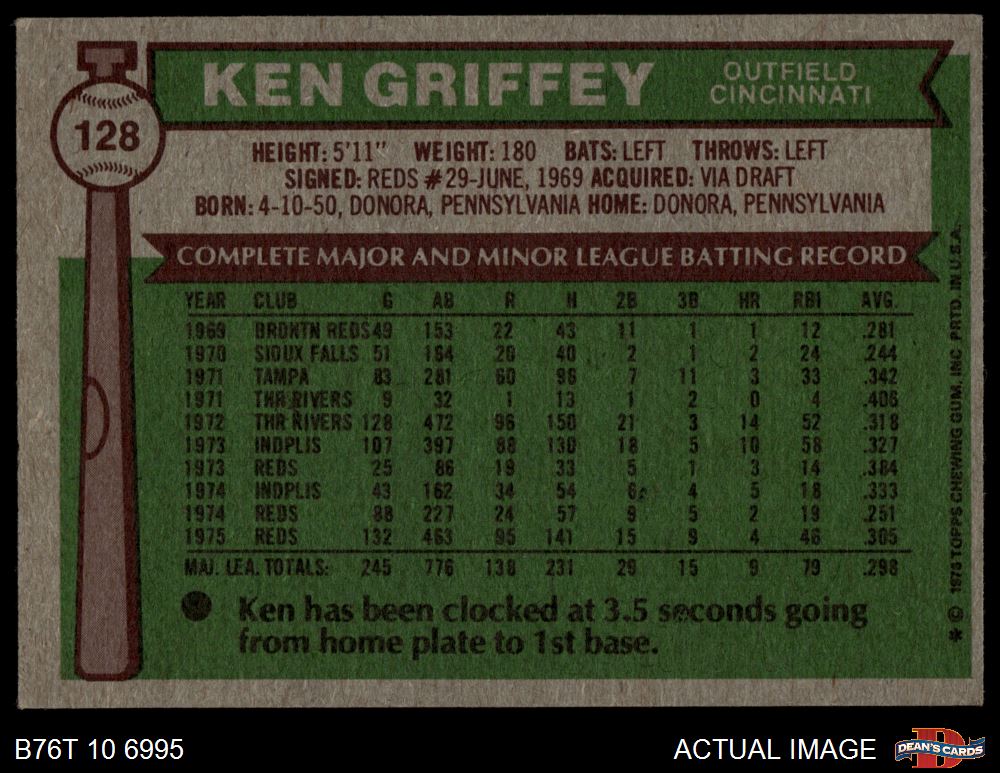 KEN GRIFFEY
OUTFIELD
CINCINNATI
128
HEIGHT: 5'11" WEIGHT: 180 BATS: LEFT THROWS: LEFT
SIGNED: REDS #29-JUNE, 1969 ACQUIRED: VIA DRAFT
BORN: 4-10-50, DONORA, PENNSYLVANIA HOME: DONORA, PENNSYLVANIA
COMPLETE MAJOR AND MINOR LEAGUE BATTING RECORD
YEAR CLUB G AB R H 2B 3B HR RBI AVG.
1969 BRDNTN REDS 49 153 22 43 11 1 1 12 .281
1970 SIOUX FALLS 51 164 20 40 2 1 2 24 .244
1971 TAMPA 83 281 60 96 7 11 3 33 .342
1971 THR RIVERS 9 32 1 13 1 2 0 4 .406
1972 THR RIVERS 128 472 96 150 21 3 14 52 .318
1973 INDPLIS 107 397 88 130 18 5 10 58 .327
1973 REDS 25 86 19 33 5 1 3 14 .384
1974 INDPLIS 43 162 34 54 6 4 5 18 .333
1974 REDS 88 227 24 57 9 5 2 19 .251
1975 REDS 132 463 95 141 15 9 4 46 .305
MAJ. LEA. TOTALS: 245 776 138 231 29 15 9 79 .298
Ken has been clocked at 3.5 seconds going
from home plate to 1st base.
* © 1975 TOPPS CHEWING GUM, INC. PRTD. IN U.S.A.
B76T 10 6995
ACTUAL IMAGE
D
DEAN'S CARDS